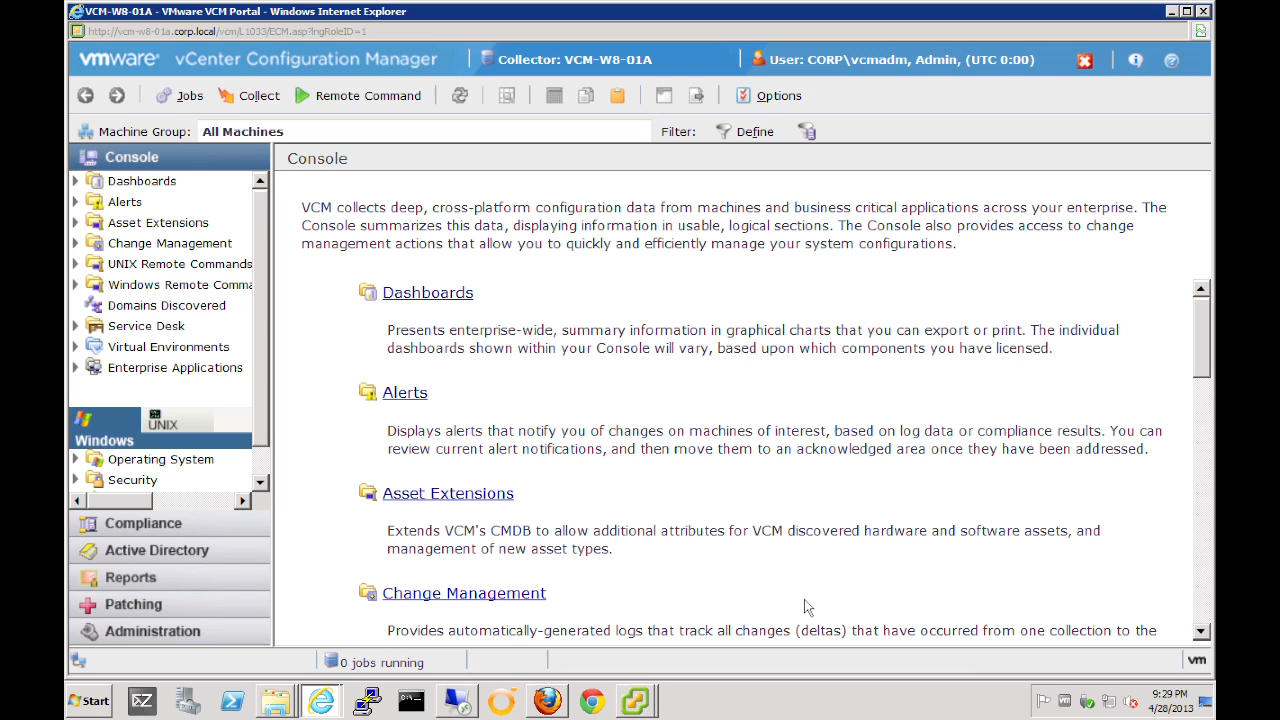 VCM-W8-01A - VMware VCM Portal - Windows Internet Explorer
http://vcm-w8-01a.corp.local/vcm/L1033/ECM.asp?lngRoleID=1
vmware vCenter Configuration Manager
Collector: VCM-W8-01A
User: CORP\vcmadm, Admin, (UTC 0:00)
Jobs
Collect
Remote Command
Options
Machine Group:
All Machines
Filter:
Define
Console
Dashboards
Alerts
Asset Extensions
Change Management
UNIX Remote Commands
Windows Remote Comma
Domains Discovered
Service Desk
Virtual Environments
Enterprise Applications
UNIX
Windows
Operating System
Security
Compliance
Active Directory
Reports
Patching
Administration
Console
VCM collects deep, cross-platform configuration data from machines and business critical applications across your enterprise. The
Console summarizes this data, displaying information in usable, logical sections. The Console also provides access to change
management actions that allow you to quickly and efficiently manage your system configurations.
Dashboards
Presents enterprise-wide, summary information in graphical charts that you can export or print. The individual
dashboards shown within your Console will vary, based upon which components you have licensed.
Alerts
Displays alerts that notify you of changes on machines of interest, based on log data or compliance results. You can
review current alert notifications, and then move them to an acknowledged area once they have been addressed.
Asset Extensions
Extends VCM's CMDB to allow additional attributes for VCM discovered hardware and software assets, and
management of new asset types.
Change Management
Provides automatically-generated logs that track all changes (deltas) that have occurred from one collection to the
0 jobs running
vm
Start
9:29 PM
4/28/2013